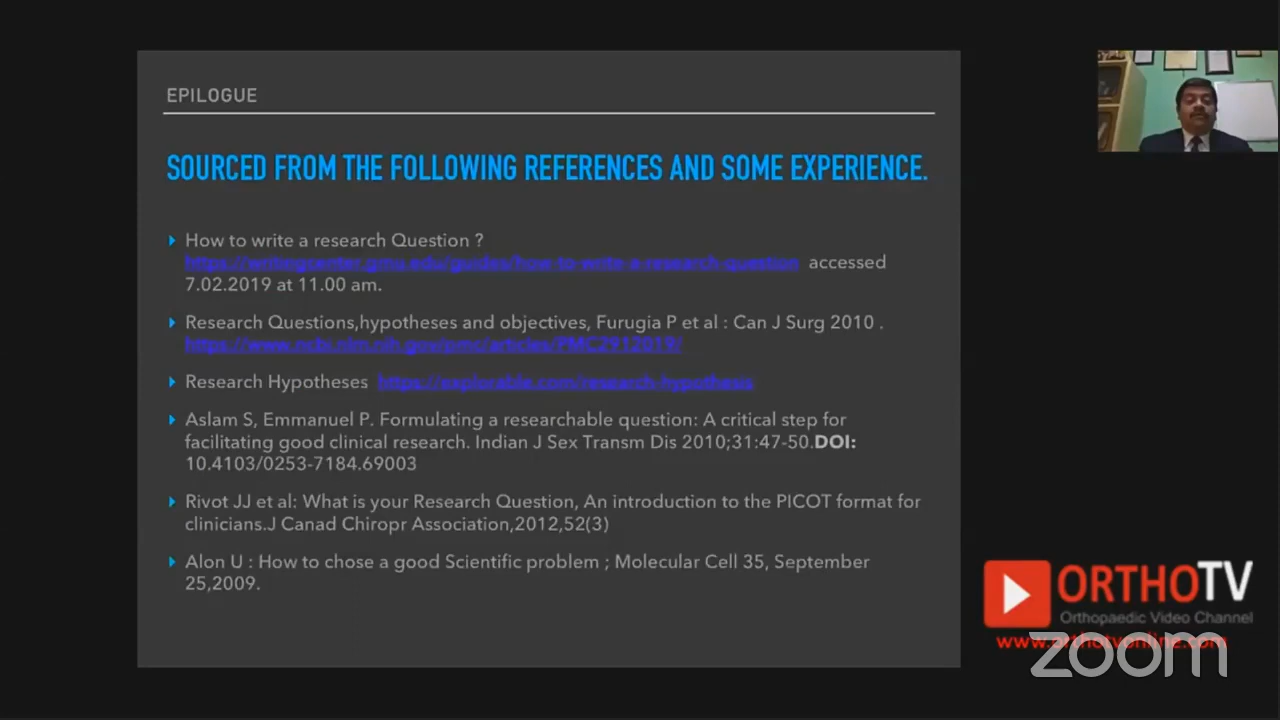 EPILOGUE
SOURCED FROM THE FOLLOWING REFERENCES AND SOME EXPERIENCE.
How to write a research Question ?
https://writingcenter.gmu.edu/guides/how-to-write-a-research-question accessed
7.02.2019 at 11.00 am.
Research Questions,hypotheses and objectives, Furugia P et al : Can J Surg 2010 .
https://www.ncbi.nlm.nih.gov/pmc/articles/PMC2912019/
Research Hypotheses https://explorable.com/research-hypothesis
Aslam S, Emmanuel P. Formulating a researchable question: A critical step for
facilitating good clinical research. Indian J Sex Transm Dis 2010;31:47-50.DOI:
10.4103/0253-7184.69003
Rivot JJ et al: What is your Research Question, An introduction to the PICOT format for
clinicians.J Canad Chiropr Association,2012,52(3)
Alon U : How to chose a good Scientific problem ; Molecular Cell 35, September
25,2009.
ORTHOTV
Orthopaedic Video Channel
www.orthotvonline.com
zoom